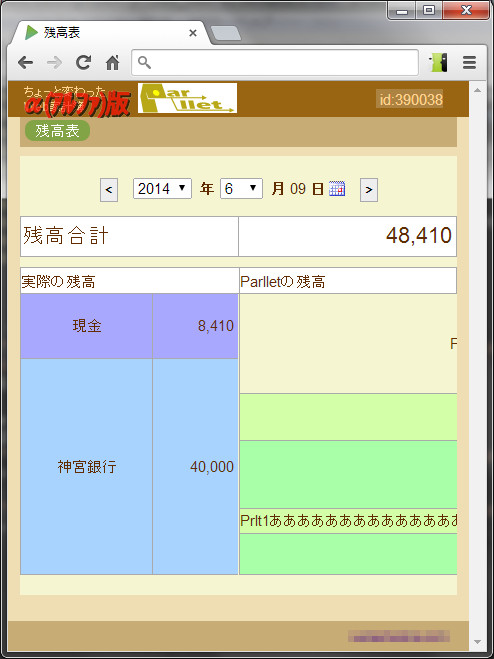 残高表
ちょっと変わった
α(アルファ)版
Parllet
id:390038
残高表
< 2014 年 6 月 09 日 >
残高合計 48,410
実際の残高 Parlletの残高
現金 8,410
神宮銀行 40,000
Prlt1あああああああああああああ